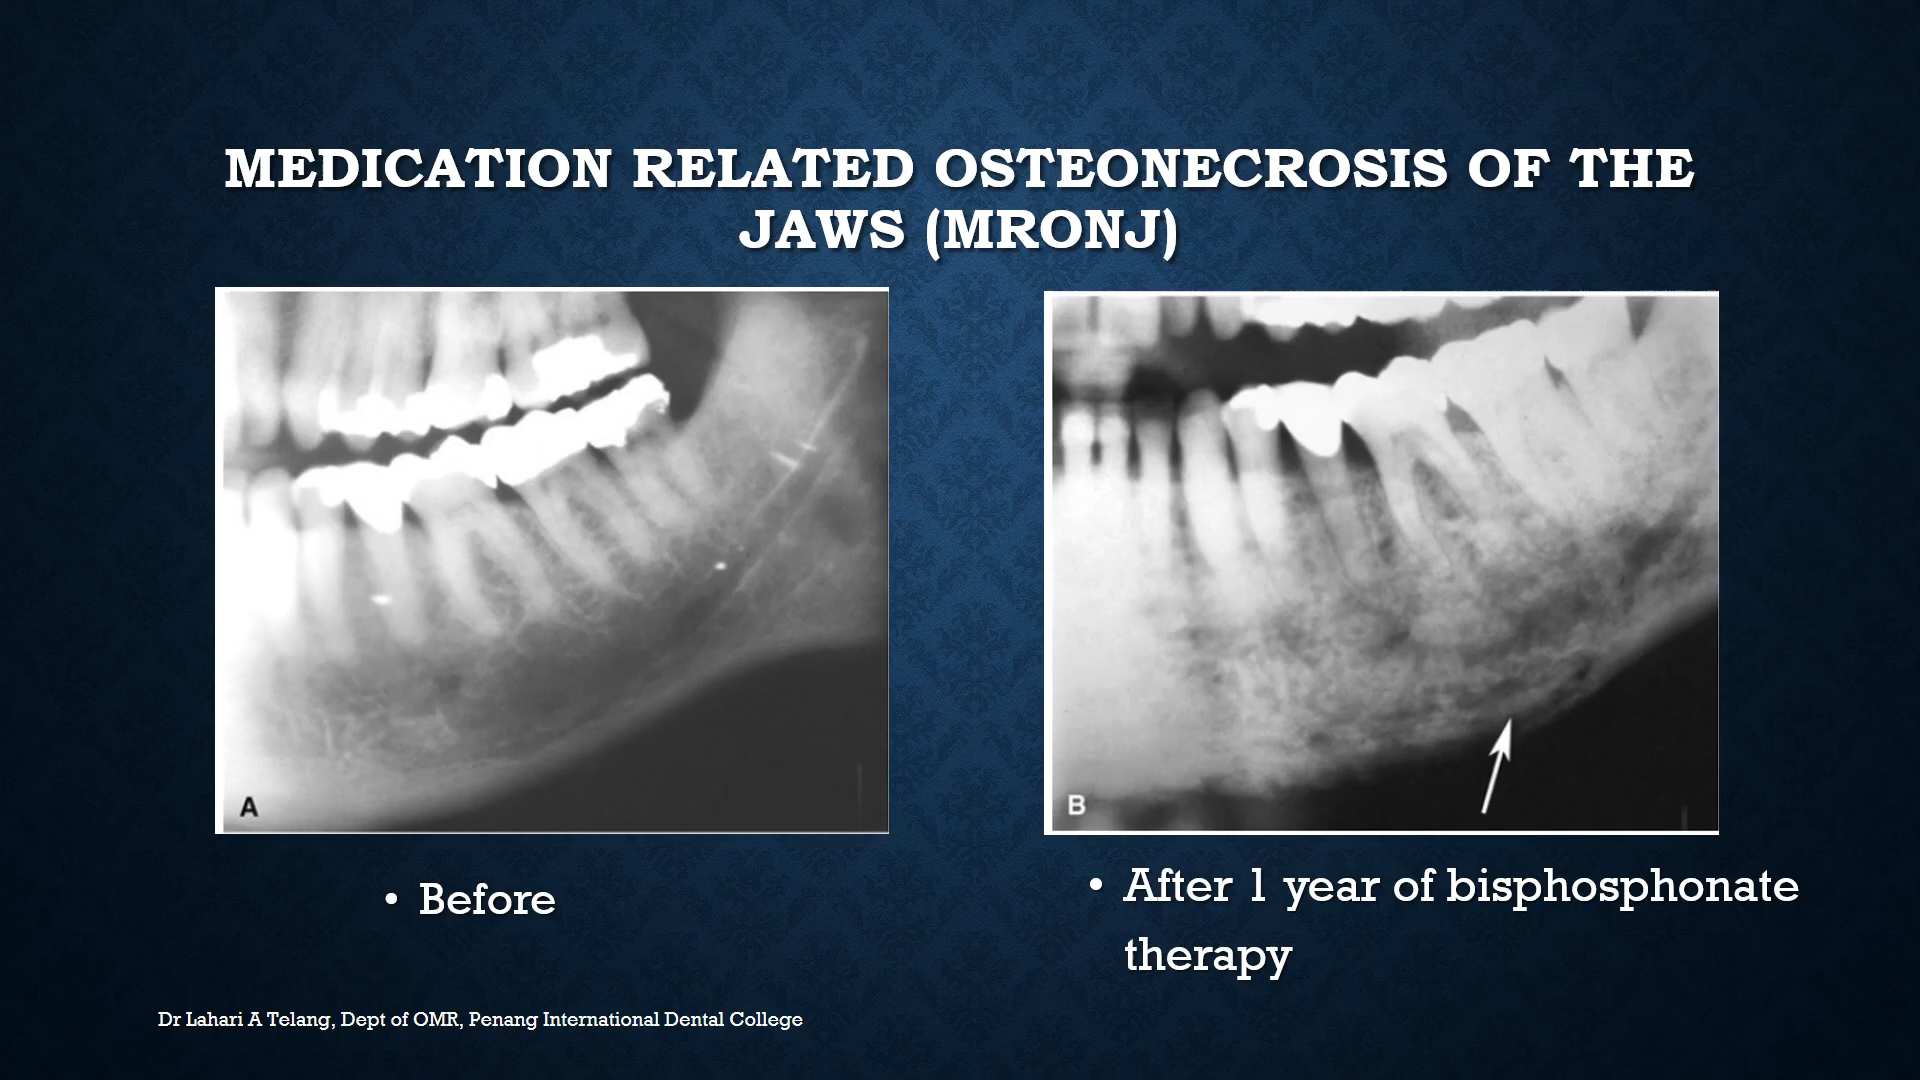 MEDICATION RELATED OSTEONECROSIS OF THE
JAWS (MRONJ)
A
B
• Before
• After 1 year of bisphosphonate
therapy
Dr Lahari A Telang, Dept of OMR, Penang International Dental College